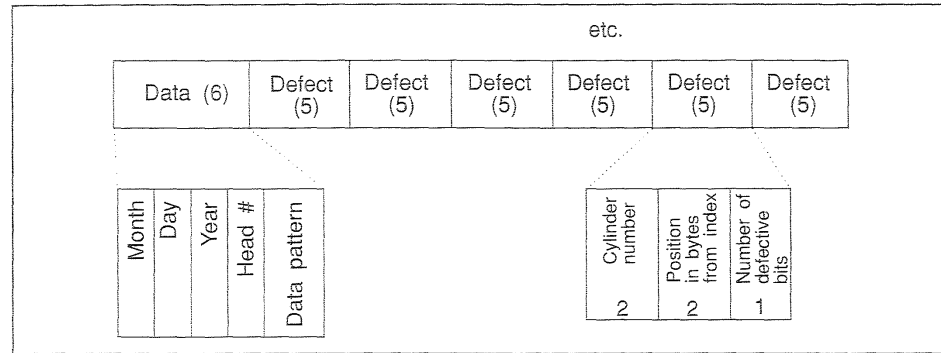 etc.
Data (6)
Defect
(5)
Defect
(5)
Defect
(5)
Defect
(5)
Defect
(5)
Defect
(5)
Month
Day
Year
Head #
Data pattern
Cylinder
number
2
Position
in bytes
from index
2
Number of
defective
bits
1